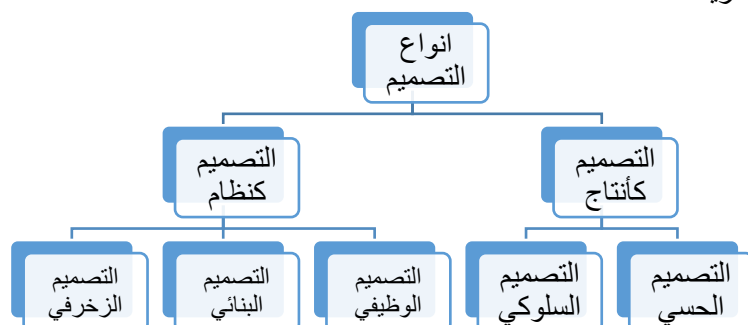 انواع
التصميم
التصميم
كأنتاج
التصميم
كنظام
التصميم
الحسي
التصميم
السلوكي
التصميم
الوظيفي
التصميم
البنائي
التصميم
الزخرفي